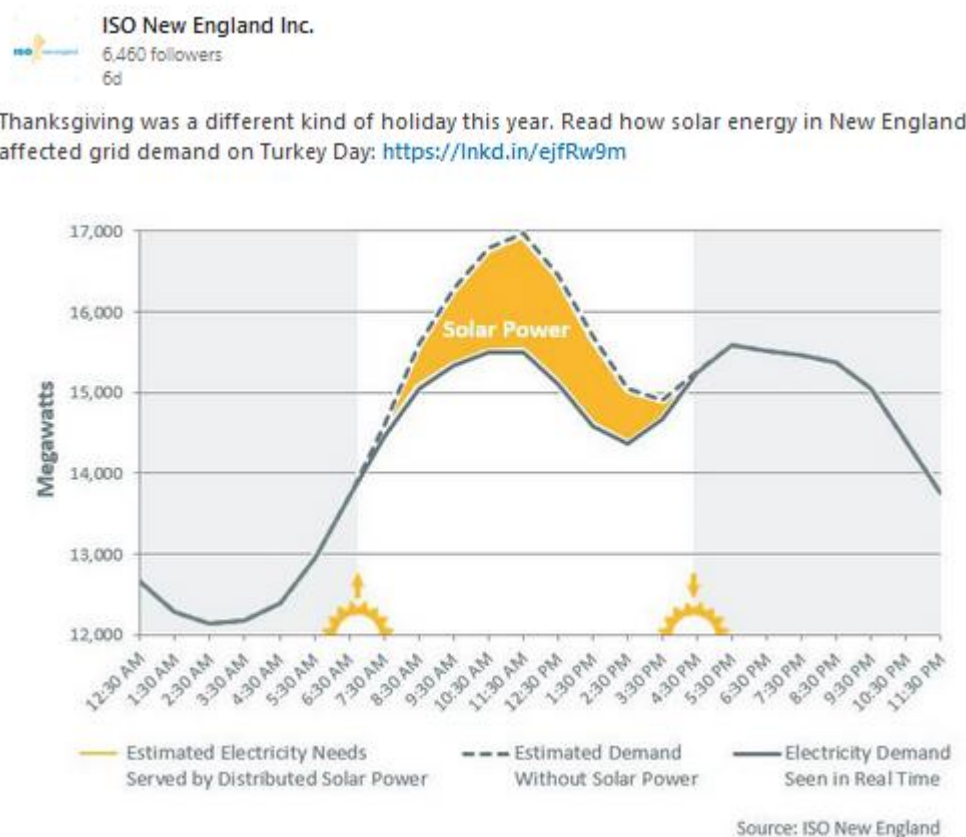 ISO New England Inc.
6,460 followers
6d
Thanksgiving was a different kind of holiday this year. Read how solar energy in New England
affected grid demand on Turkey Day: https://lnkd.in/ejfRw9m
17,000
16,000
Solar Power
15,000
Megawatts
14,000
13,000
12,000
12:30 AM
1:30 AM
2:30 AM
3:30 AM
4:30 AM
5:30 AM
6:30 AM
7:30 AM
8:30 AM
9:30 AM
10:30 AM
11:30 AM
12:30 PM
1:30 PM
2:30 PM
3:30 PM
4:30 PM
5:30 PM
6:30 PM
7:30 PM
8:30 PM
9:30 PM
10:30 PM
11:30 PM
Estimated Electricity Needs
Served by Distributed Solar Power
Estimated Demand
Without Solar Power
Electricity Demand
Seen in Real Time
Source: ISO New England